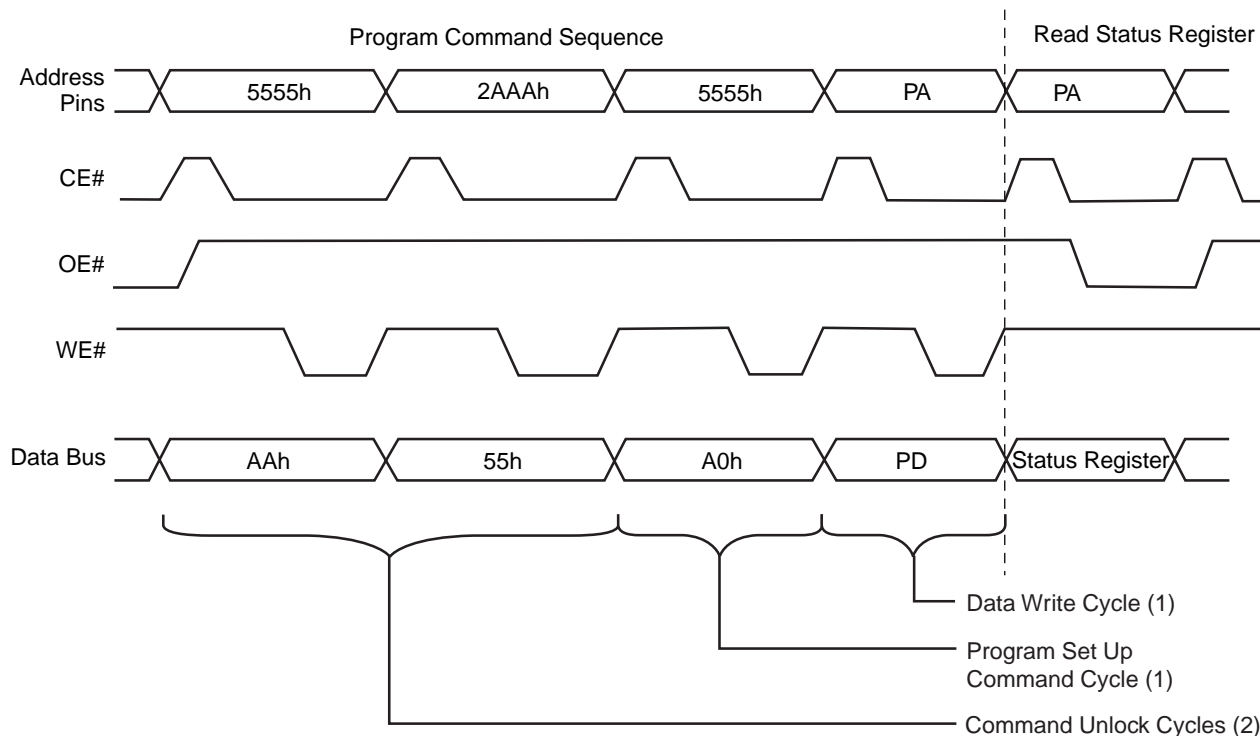 Program Command Sequence
Read Status Register
Address
Pins
5555h
2AAAh
5555h
PA
PA
CE#
OE#
WE#
Data Bus
AAh
55h
A0h
PD
Status Register
Data Write Cycle (1)
Program Set Up
Command Cycle (1)
Command Unlock Cycles (2)